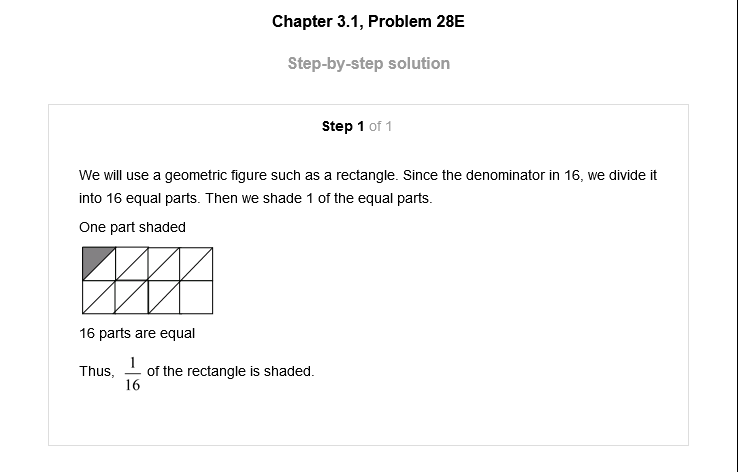 Chapter 3.1, Problem 28E
Step-by-step solution
Step 1 of 1
We will use a geometric figure such as a rectangle. Since the denominator in 16, we divide it
into 16 equal parts. Then we shade 1 of the equal parts.
One part shaded
16 parts are equal
Thus, 1/16 of the rectangle is shaded.